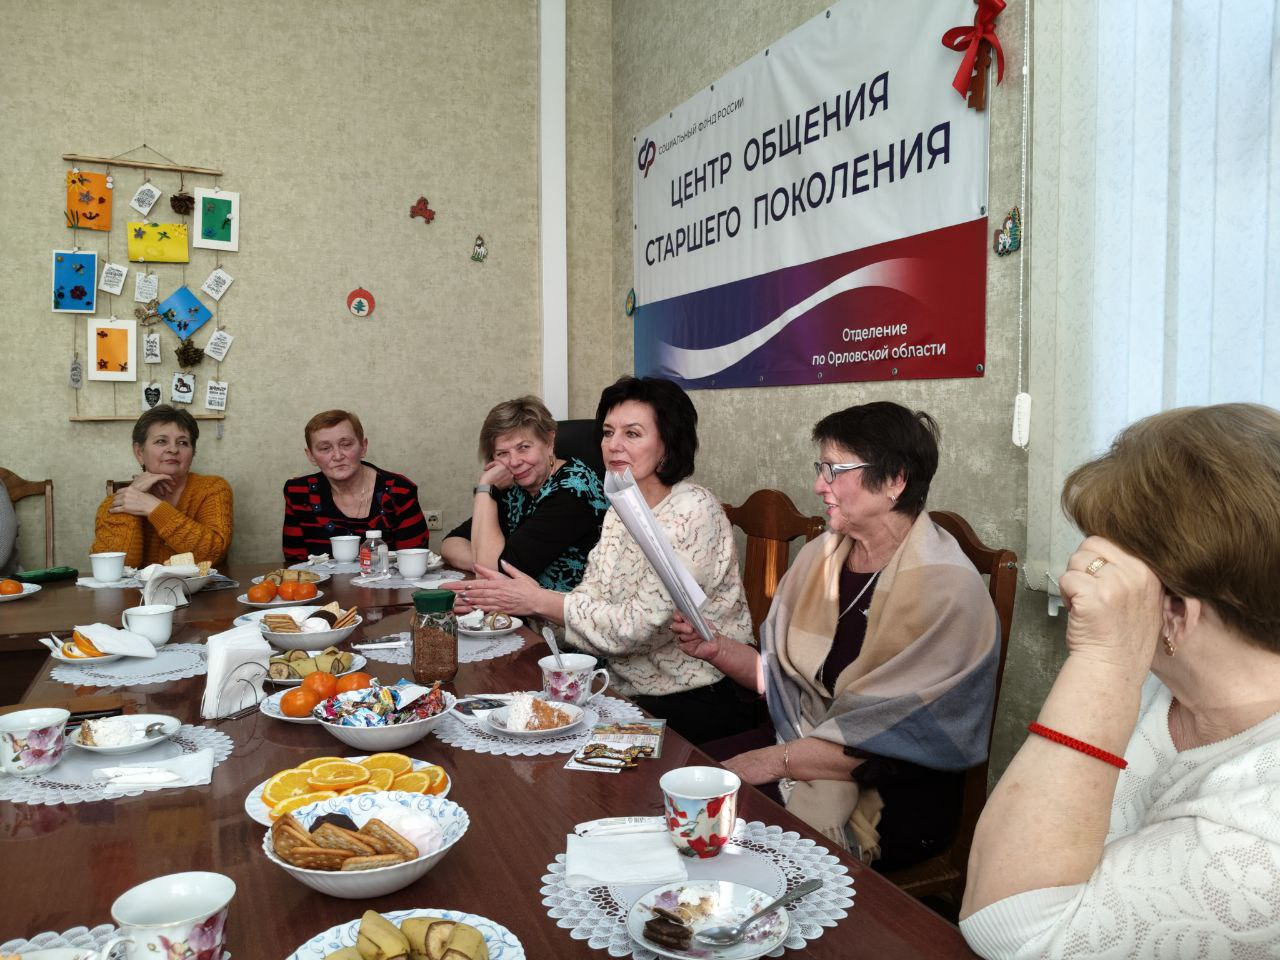 СОЦИАЛЬНЫЙ ФОНД РОССИИ
ЦЕНТР ОБЩЕНИЯ
СТАРШЕГО ПОКОЛЕНИЯ
Отделение
по Орловской области